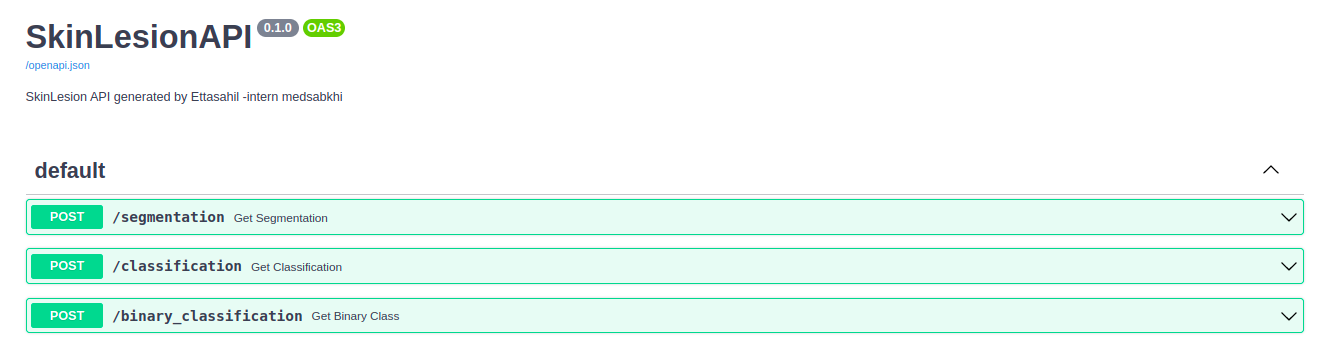 SkinLesionAPI 0.1.0 OAS3
/openapi.json
SkinLesion API generated by Ettasahil -intern medsabkhi
default
POST /segmentation Get Segmentation
POST /classification Get Classification
POST /binary_classification Get Binary Class